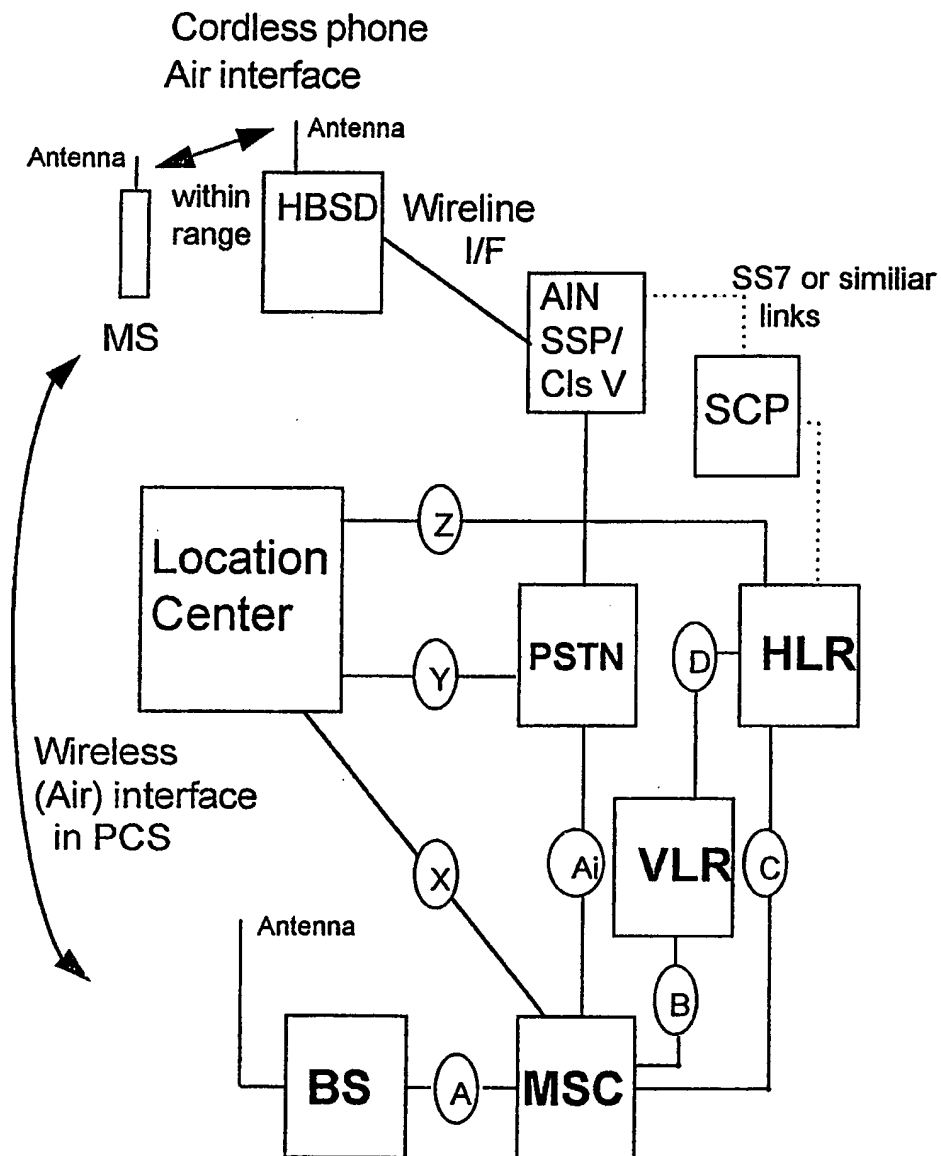 Cordless phone
Air interface
Antenna
Antenna
within
range
HBSD
Wireline
I/F
MS
AIN
SSP/
Cls V
SS7 or similiar
links
SCP
Z
Location
Center
PSTN
D
HLR
Y
Wireless
(Air) interface
in PCS
X
Ai
VLR
C
Antenna
B
BS
A
MSC